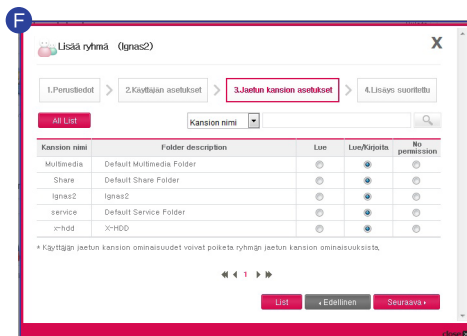 F
Lisää ryhmä (Ignas2)
X
1.Perustiedot > 2.Käyttäjän asetukset > 3.Jaetun kansion asetukset > 4.Lisäys suoritettu
All List Kansion nimi
Kansion nimi Folder description Lue Lue/Kirjoita No permission
Multimedia Default Multimedia Folder
Share Default Share Folder
Ignas2 Ignas2
service Default Service Folder
x-hdd X-HDD
* Käyttäjän jaetun kansion ominaisuudet voivat poiketa ryhmän jaetun kansion ominaisuuksista.
1
List Edellinen Seuraava
close